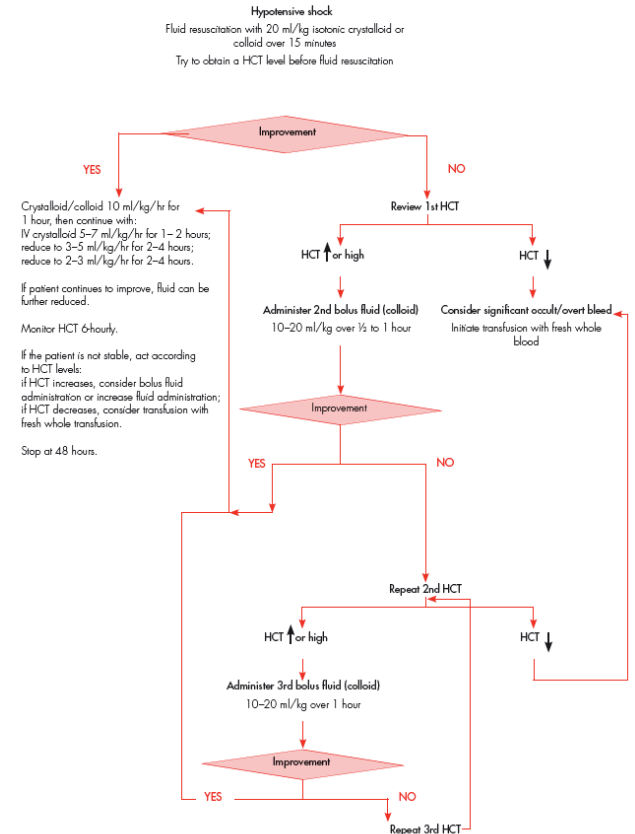 Hypotensive shock
Fluid resuscitation with 20 ml/kg isotonic crystalloid or
colloid over 15 minutes
Try to obtain a HCT level before fluid resuscitation
Improvement
YES
NO
Crystalloid/colloid 10 ml/kg/hr for
1 hour, then continue with:
IV crystalloid 5–7 ml/kg/hr for 1– 2 hours;
reduce to 3–5 ml/kg/hr for 2–4 hours;
reduce to 2–3 ml/kg/hr for 2–4 hours.
If patient continues to improve, fluid can be
further reduced.
Monitor HCT 6-hourly.
If the patient is not stable, act according
to HCT levels:
if HCT increases, consider bolus fluid
administration or increase fluid administration;
if HCT decreases, consider transfusion with
fresh whole transfusion.
Stop at 48 hours.
Review 1st HCT
HCT ↑ or high
HCT ↓
Administer 2nd bolus fluid (colloid)
10–20 ml/kg over ½ to 1 hour
Consider significant occult/overt bleed
Initiate transfusion with fresh whole
blood
Improvement
YES
NO
Repeat 2nd HCT
HCT ↑ or high
HCT ↓
Administer 3rd bolus fluid (colloid)
10–20 ml/kg over 1 hour
Improvement
YES
NO
Repeat 3rd HCT